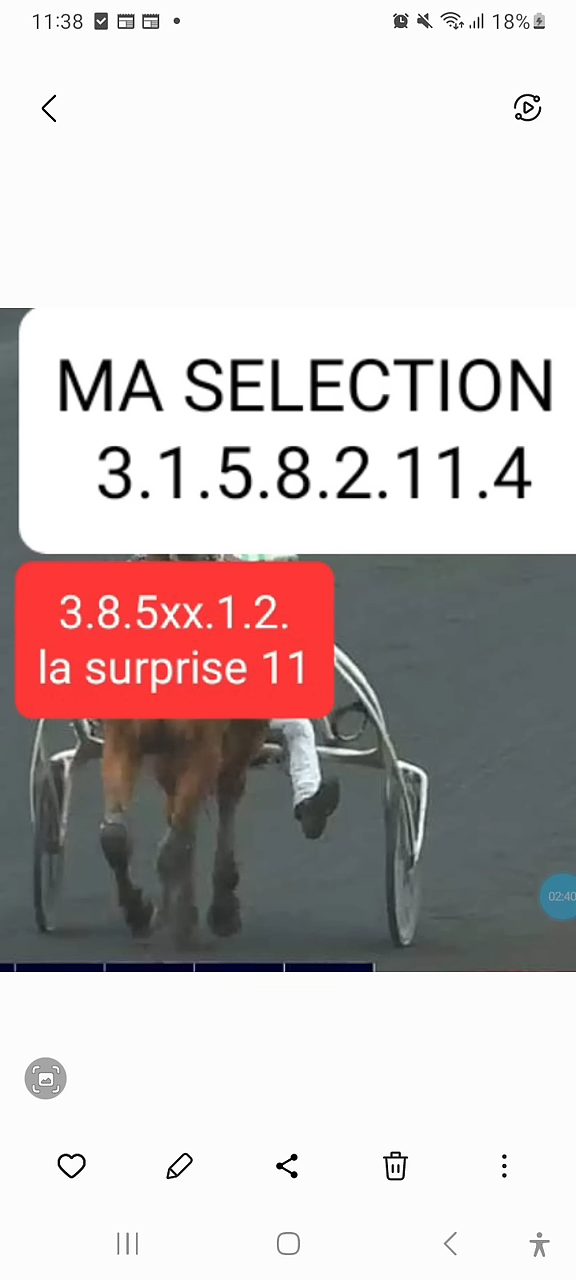 11:38
18%
MA SELECTION
3.1.5.8.2.11.4
3.8.5xx.1.2.
la surprise 11
02:40